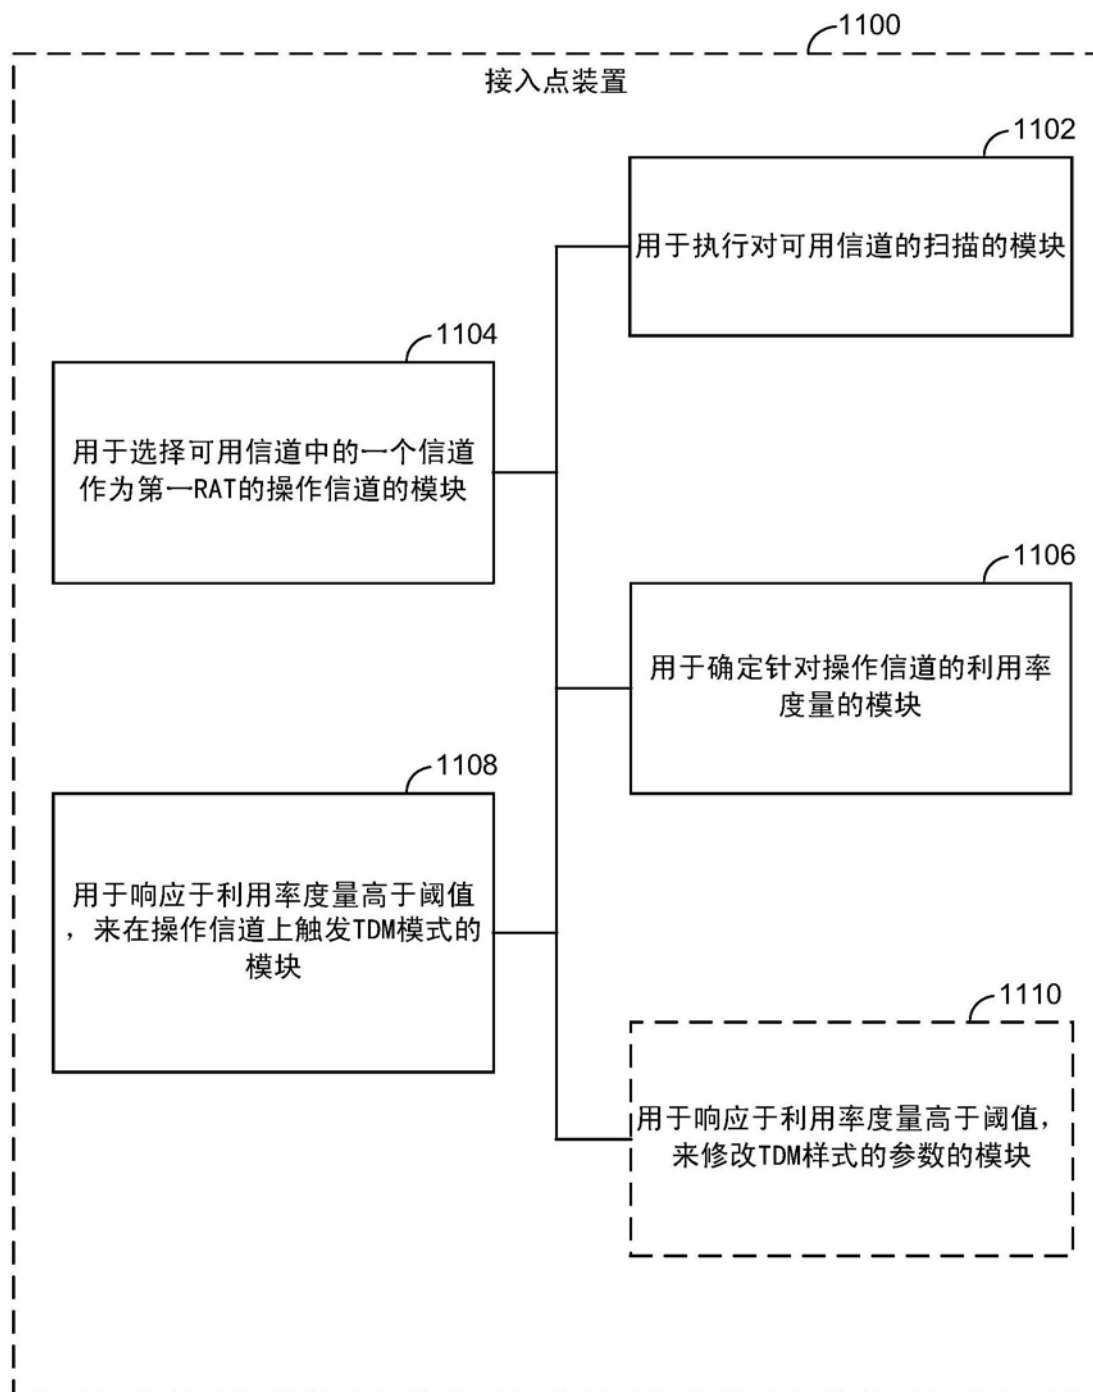 1100
接入点装置
1102
用于执行对可用信道的扫描的模块
1104
用于选择可用信道中的一个信道
作为第一RAT的操作信道的模块
1106
用于确定针对操作信道的利用率
度量的模块
1108
用于响应于利用率度量高于阈值
，来在操作信道上触发TDM模式的
模块
1110
用于响应于利用率度量高于阈值，
来修改TDM样式的参数的模块